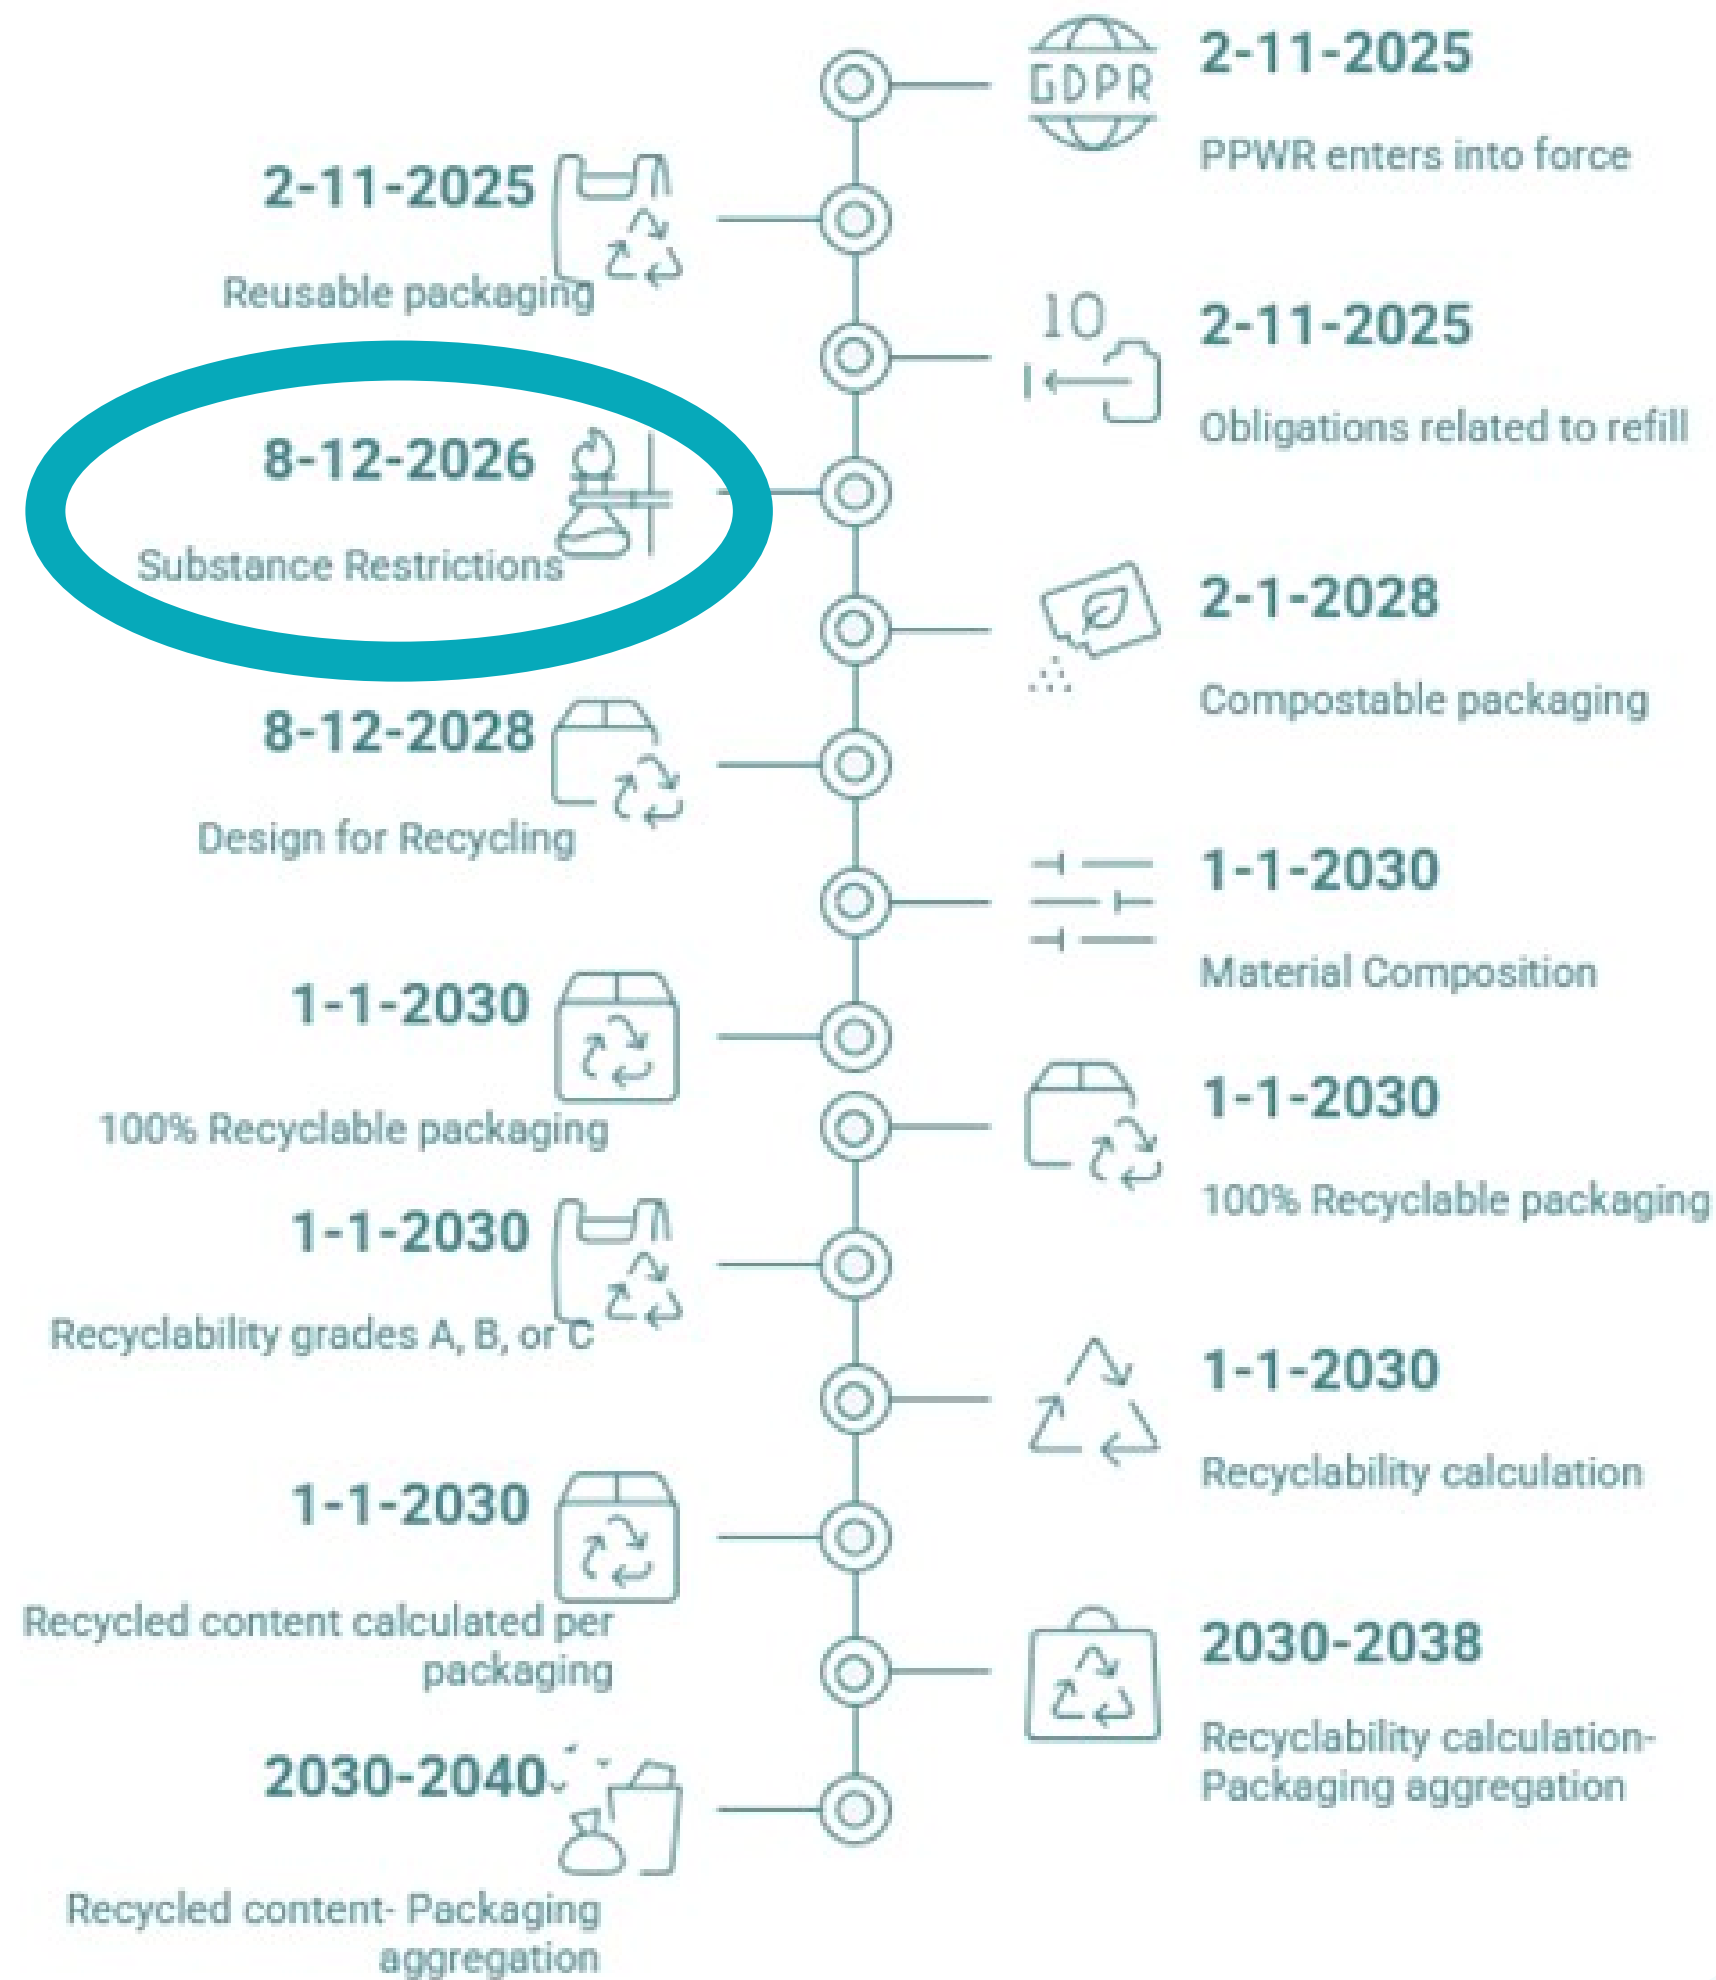 GDPR
2-11-2025
PPWR enters into force
2-11-2025
Reusable packaging
10
2-11-2025
Obligations related to refill
8-12-2026
Substance Restrictions
2-1-2028
Compostable packaging
8-12-2028
Design for Recycling
1-1-2030
Material Composition
1-1-2030
100% Recyclable packaging
1-1-2030
100% Recyclable packaging
1-1-2030
Recyclability grades A, B, or C
1-1-2030
Recyclability calculation
1-1-2030
Recycled content calculated per
packaging
2030-2038
Recyclability calculation-
Packaging aggregation
2030-2040
Recycled content- Packaging
aggregation